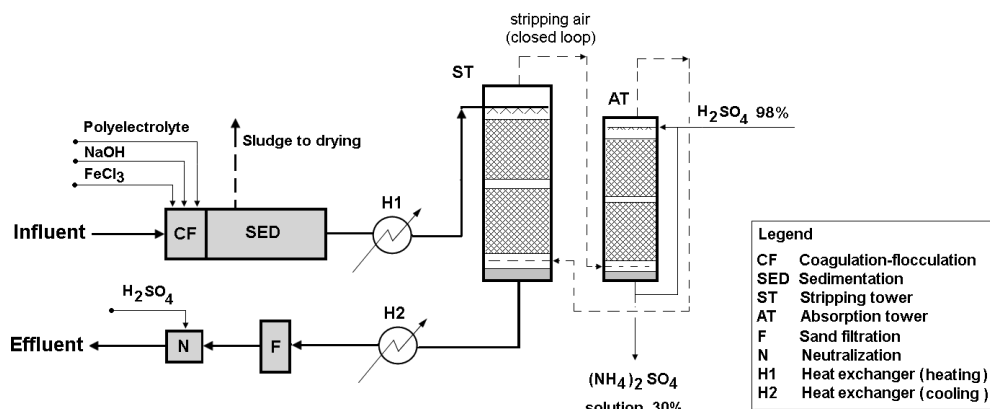 stripping air
(closed loop)
ST
AT
H2SO4 98%
Polyelectrolyte
NaOH
FeCl3
Sludge to drying
H1
Influent
CF
SED
H2SO4
H2
Effluent
N
F
(NH4)2 SO4
solution 30%
Legend
CF Coagulation-flocculation
SED Sedimentation
ST Stripping tower
AT Absorption tower
F Sand filtration
N Neutralization
H1 Heat exchanger (heating)
H2 Heat exchanger (cooling)